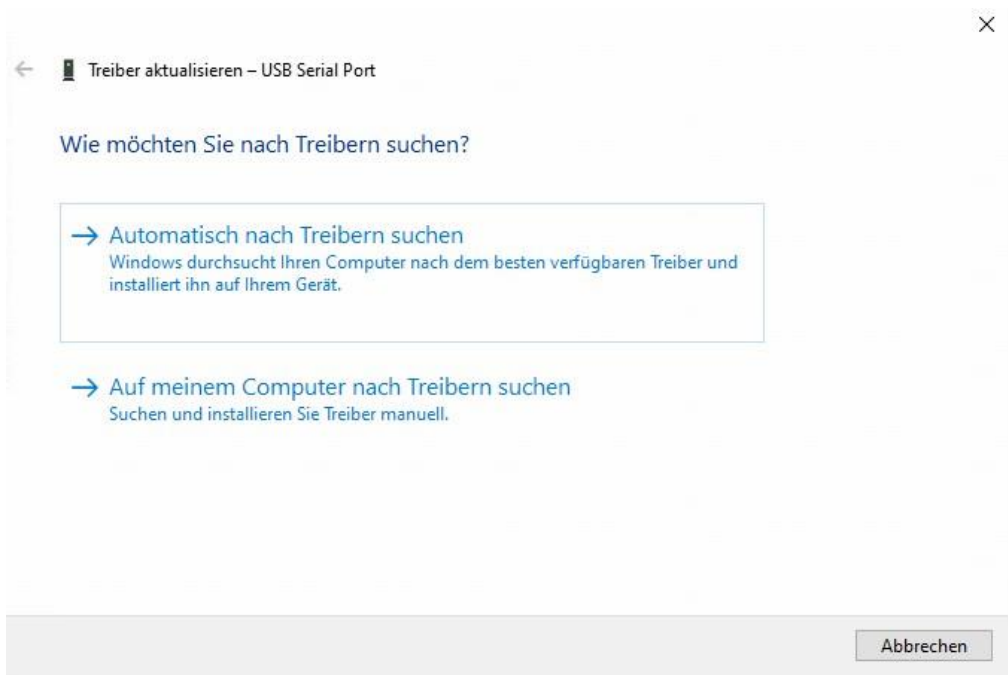 Treiber aktualisieren – USB Serial Port
Wie möchten Sie nach Treibern suchen?
Automatisch nach Treibern suchen
Windows durchsucht Ihren Computer nach dem besten verfügbaren Treiber und
installiert ihn auf Ihrem Gerät.
Auf meinem Computer nach Treibern suchen
Suchen und installieren Sie Treiber manuell.
Abbrechen